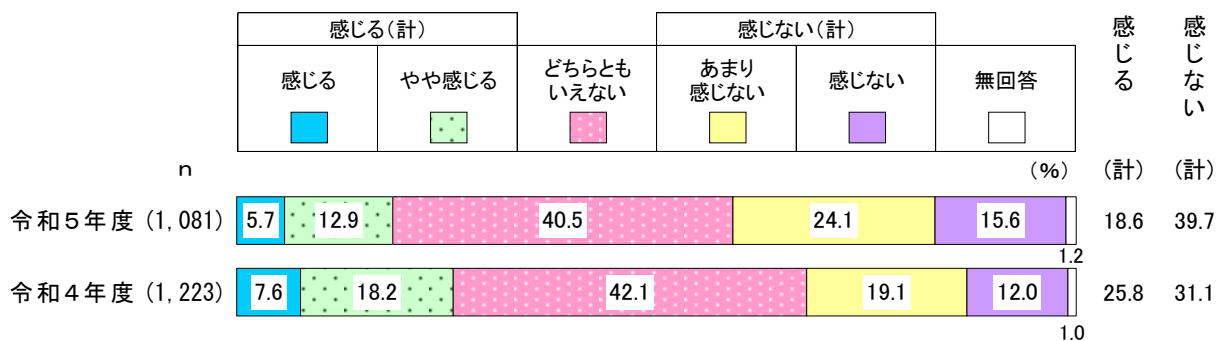 感じる(計)
感じない(計)
感じる
やや感じる
どちらとも
いえない
あまり
感じない
感じない
無回答
感じる
感じない
n
(%)
(計)
(計)
令和5年度 (1,081)
5.7
12.9
40.5
24.1
15.6
1.2
18.6
39.7
令和4年度 (1,223)
7.6
18.2
42.1
19.1
12.0
1.0
25.8
31.1